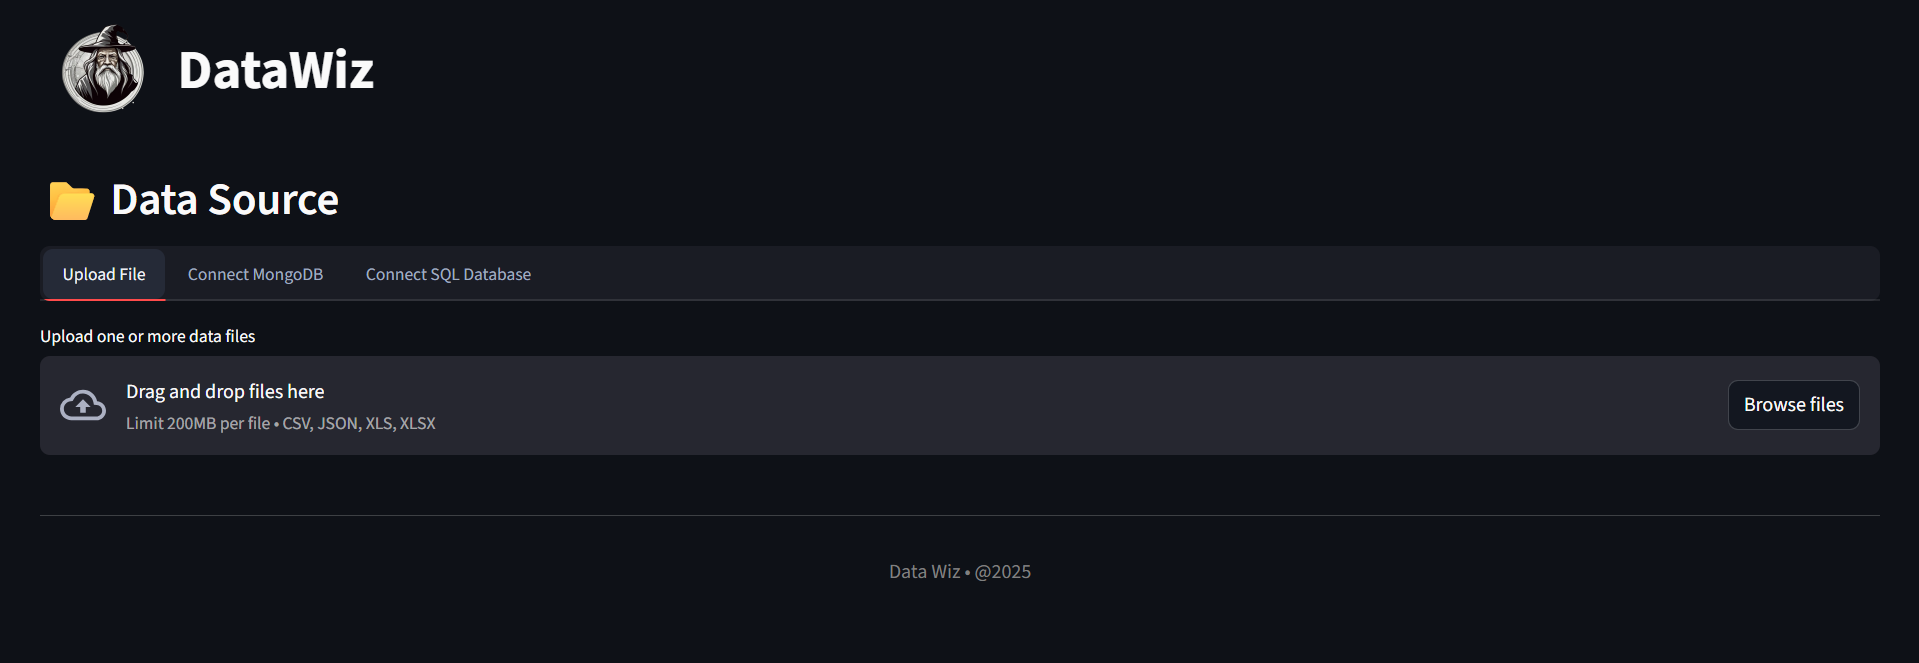 DataWiz
Data Source
Upload File Connect MongoDB Connect SQL Database
Upload one or more data files
Drag and drop files here
Limit 200MB per file • CSV, JSON, XLS, XLSX
Browse files
Data Wiz • @2025